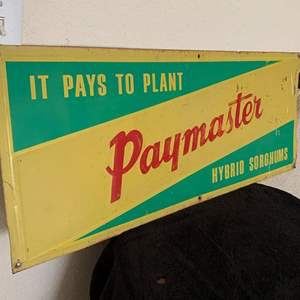 IT PAYS TO PLANT
Paymaster
HYBRID SORGHUMS